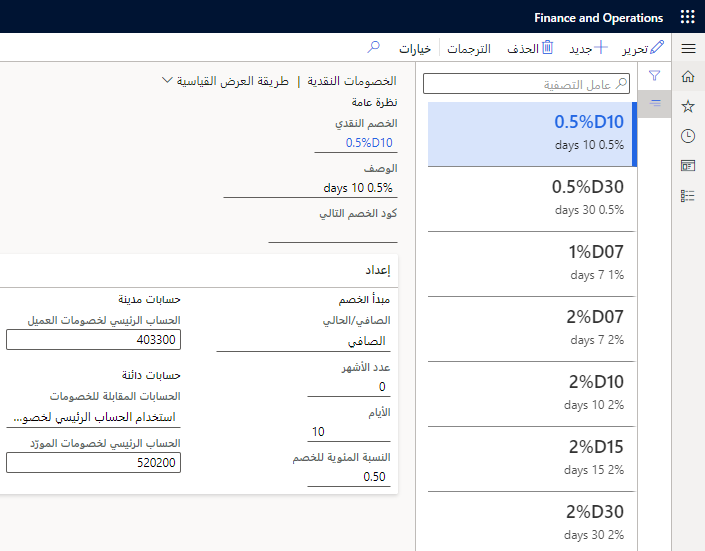 Finance and Operations
تحرير
جديد
الحذف
الترجمات
خيارات
عامل التصفية
0.5%D10
days 10 0.5%
0.5%D30
days 30 0.5%
1%D07
days 7 1%
2%D07
days 7 2%
2%D10
days 10 2%
2%D15
days 15 2%
2%D30
days 30 2%
الخصومات النقدية | طريقة العرض القياسية
نظرة عامة
الخصم النقدي
0.5%D10
الوصف
days 10 0.5%
كود الخصم التالي
إعداد
مبدأ الخصم
الصافي/الحالي
الصافي
عدد الأشهر
0
الأيام
10
النسبة المئوية للخصم
0.50
حسابات مدينة
الحساب الرئيسي لخصومات العميل
403300
حسابات دائنة
الحسابات المقابلة للخصومات
استخدام الحساب الرئيسي لخصو...
الحساب الرئيسي لخصومات المورّد
520200